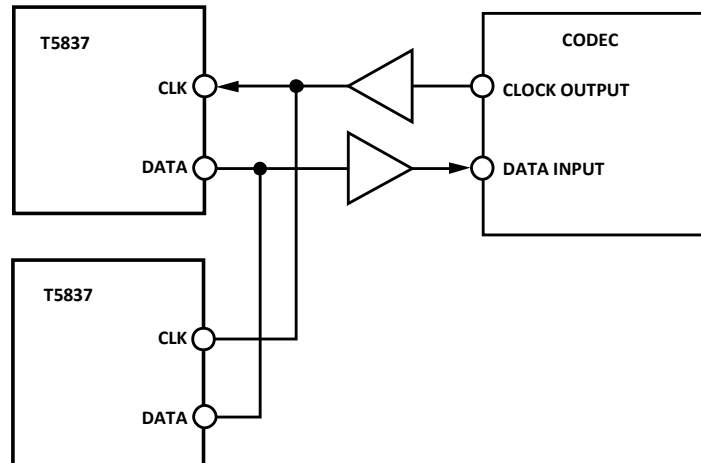 T5837
CODEC
CLK
CLOCK OUTPUT
DATA
DATA INPUT
T5837
CLK
DATA